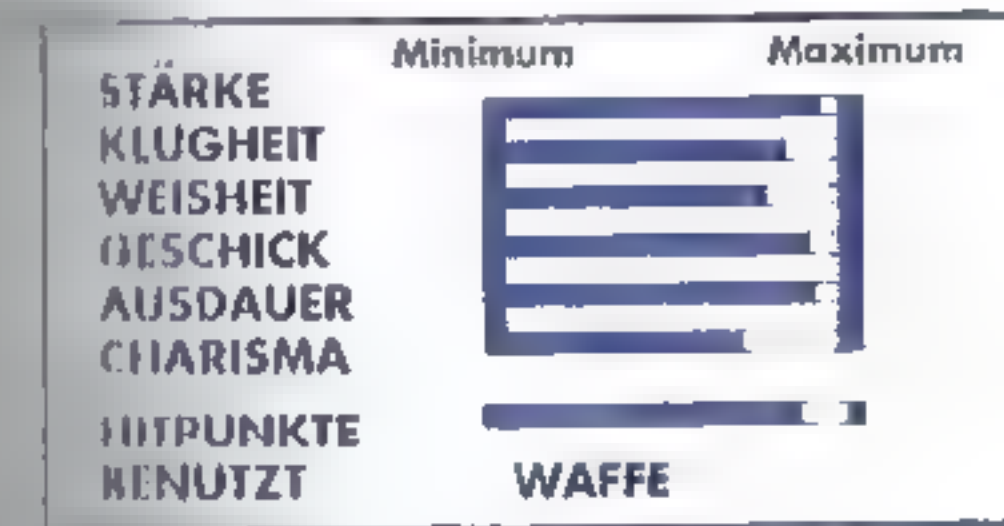 Minimum Maximum
STÄRKE
KLUGHEIT
WEISHEIT
GESCHICK
AUSDAUER
CHARISMA
HITPUNKTE
BENUTZT WAFFE